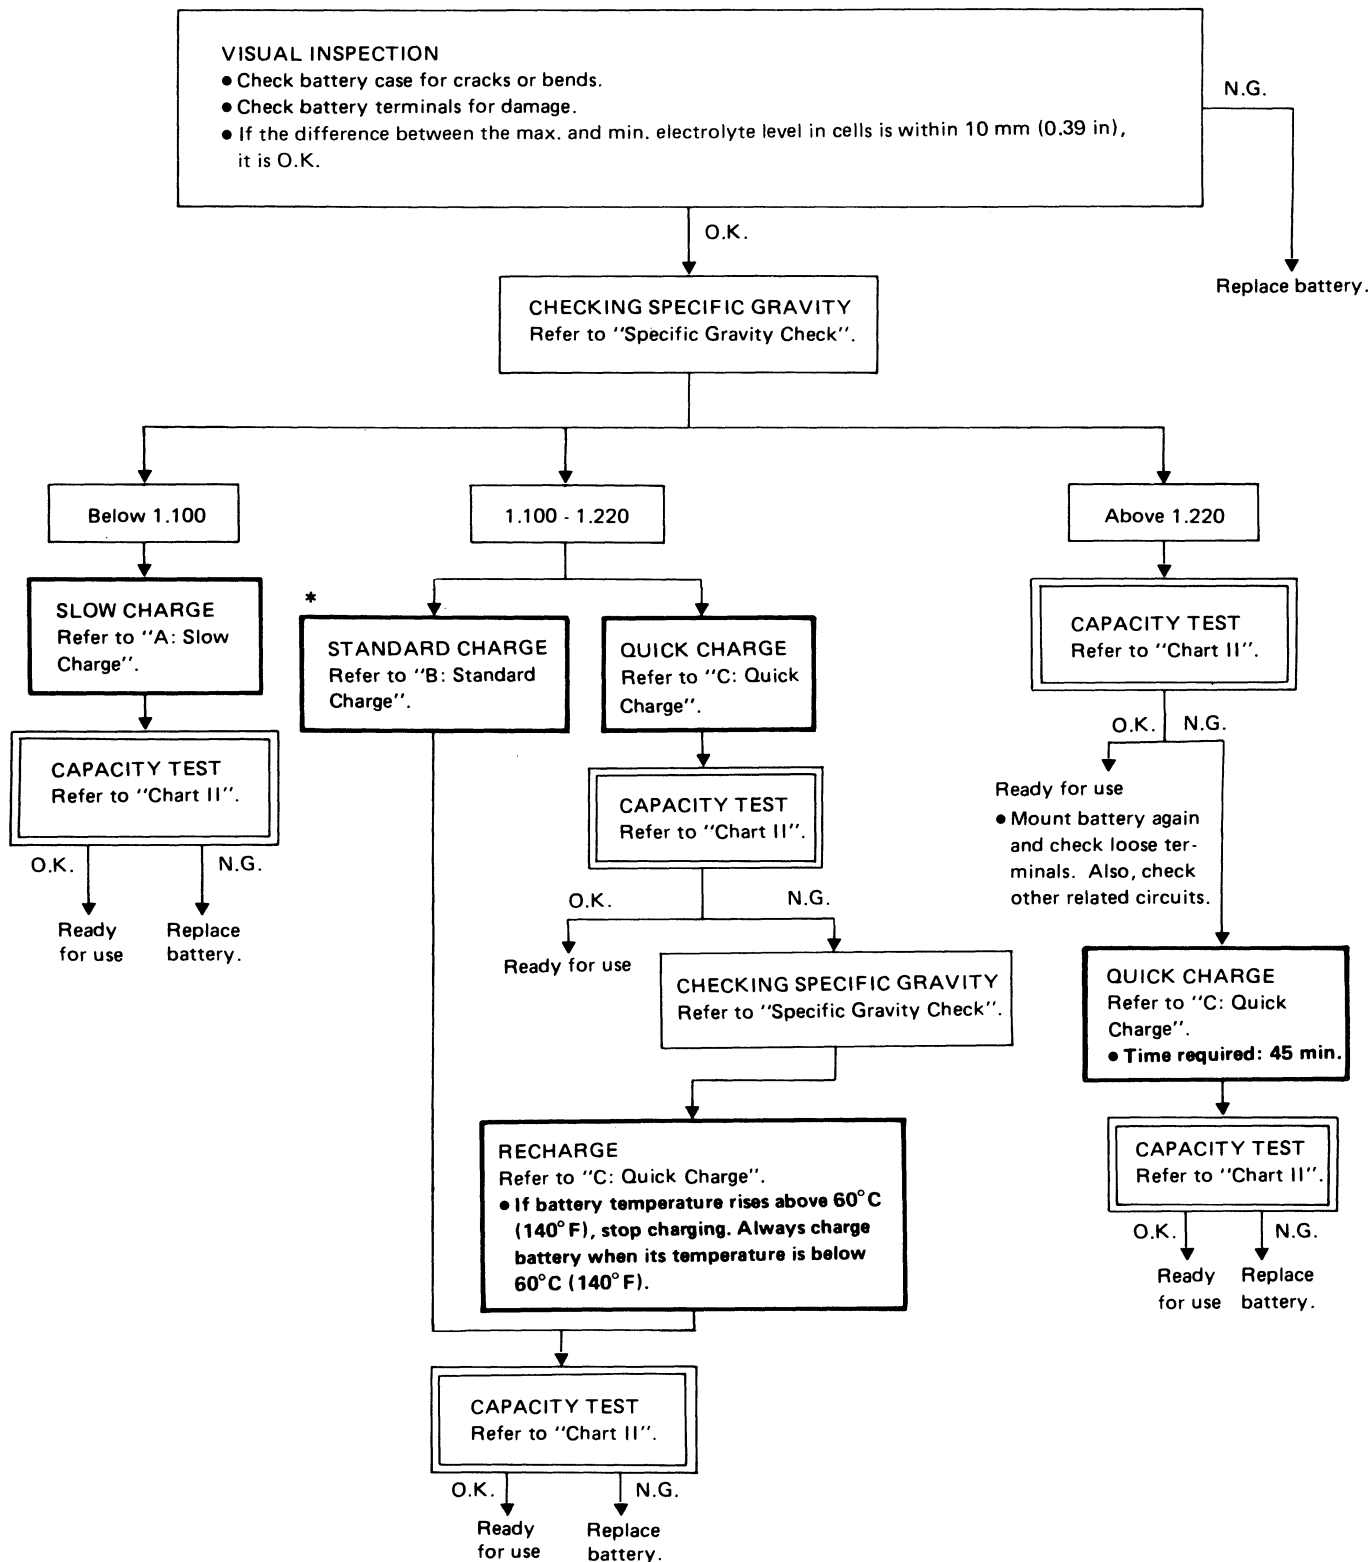 VISUAL INSPECTION
● Check battery case for cracks or bends.
● Check battery terminals for damage.
● If the difference between the max. and min. electrolyte level in cells is within 10 mm (0.39 in),
it is O.K.
N.G.
Replace battery.
O.K.
CHECKING SPECIFIC GRAVITY
Refer to "Specific Gravity Check".
Below 1.100
1.100 - 1.220
Above 1.220
SLOW CHARGE
Refer to "A: Slow
Charge".
CAPACITY TEST
Refer to "Chart II".
O.K.
N.G.
Ready
for use
Replace
battery.
*
STANDARD CHARGE
Refer to "B: Standard
Charge".
QUICK CHARGE
Refer to "C: Quick
Charge".
CAPACITY TEST
Refer to "Chart II".
O.K.
N.G.
Ready for use
CHECKING SPECIFIC GRAVITY
Refer to "Specific Gravity Check".
RECHARGE
Refer to "C: Quick Charge".
● If battery temperature rises above 60°C
(140°F), stop charging. Always charge
battery when its temperature is below
60°C (140°F).
CAPACITY TEST
Refer to "Chart II".
O.K.
N.G.
Ready
for use
Replace
battery.
CAPACITY TEST
Refer to "Chart II".
O.K.
N.G.
Ready for use
● Mount battery again
and check loose ter-
minals. Also, check
other related circuits.
QUICK CHARGE
Refer to "C: Quick
Charge".
● Time required: 45 min.
CAPACITY TEST
Refer to "Chart II".
O.K.
N.G.
Ready
for use
Replace
battery.